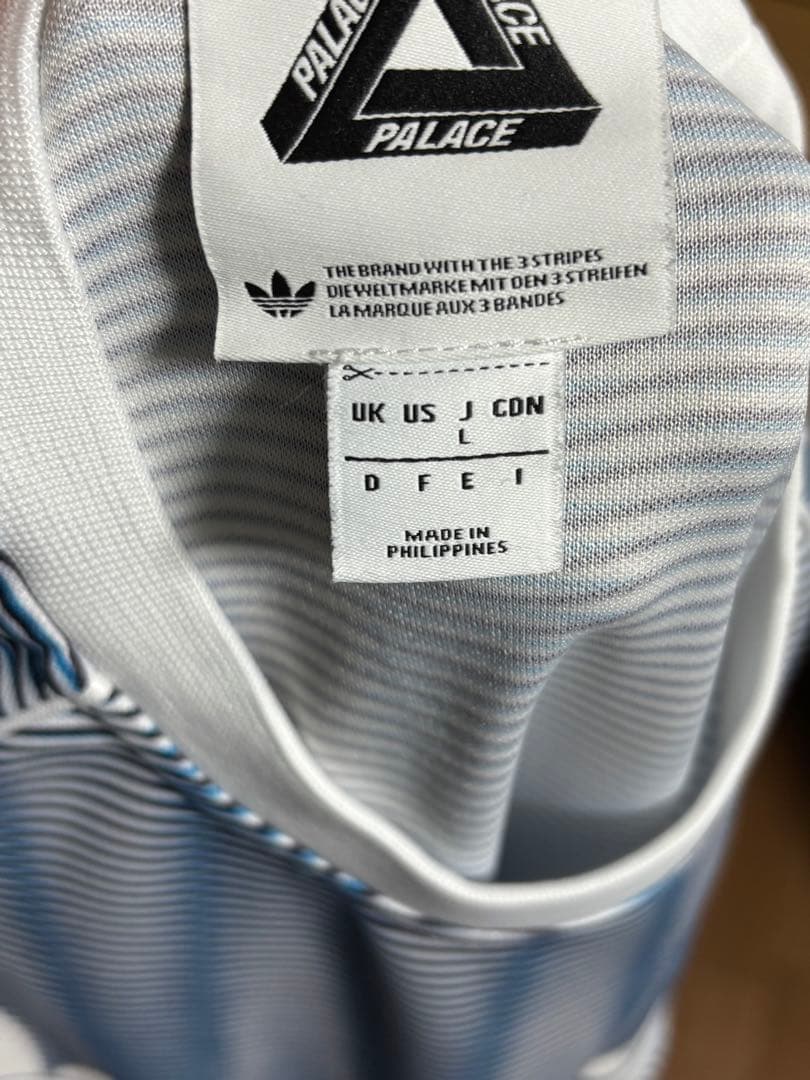 PALACE
PALACE
PALACE
THE BRAND WITH THE 3 STRIPES
DIE WELTMARKE MIT DEN 3 STREIFEN
LA MARQUE AUX 3 BANDES
UK US J CDN
L
D F E I
MADE IN
PHILIPPINES